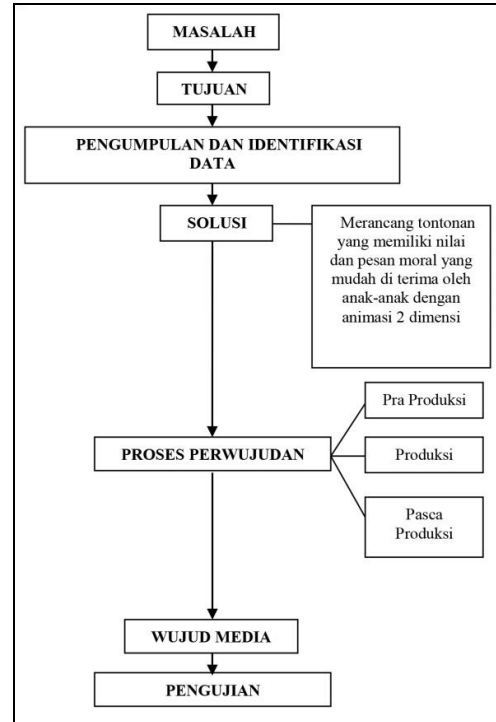 MASALAH
TUJUAN
PENGUMPULAN DAN IDENTIFIKASI
DATA
SOLUSI
Merancang tontonan
yang memiliki nilai
dan pesan moral yang
mudah di terima oleh
anak-anak dengan
animasi 2 dimensi
Pra Produksi
PROSES PERWUJUDAN
Produksi
Pasca
Produksi
WUJUD MEDIA
PENGUJIAN